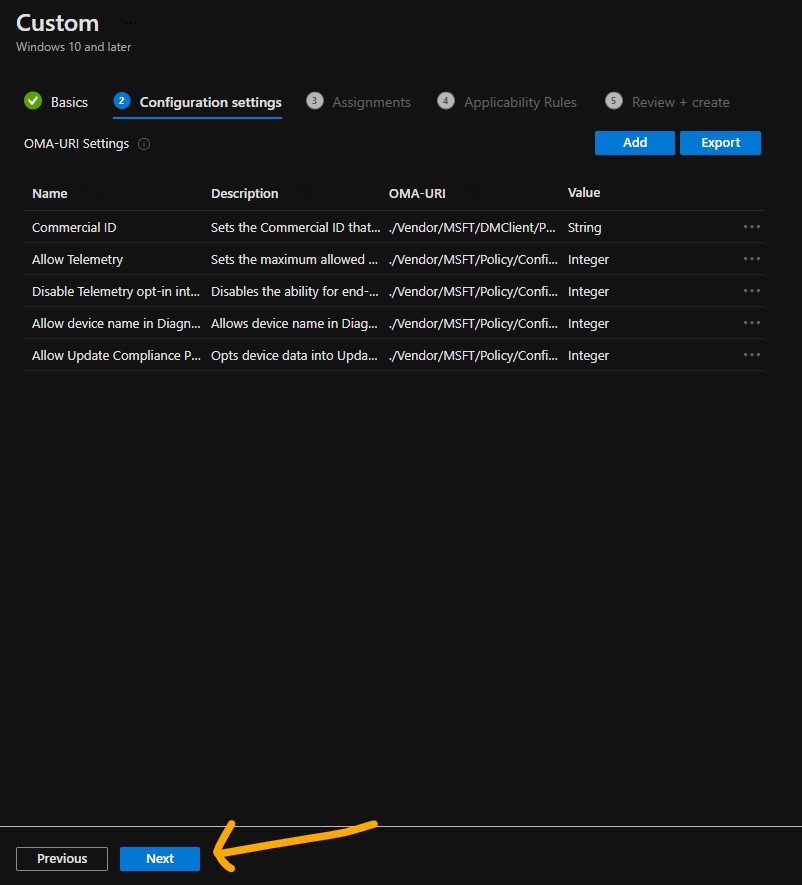 Custom ...
Windows 10 and later
Basics 2 Configuration settings 3 Assignments 4 Applicability Rules 5 Review + create
OMA-URI Settings Add Export
Name Description OMA-URI Value
Commercial ID Sets the Commercial ID that... ./Vendor/MSFT/DMClient/P... String ...
Allow Telemetry Sets the maximum allowed ... ./Vendor/MSFT/Policy/Confi... Integer ...
Disable Telemetry opt-in int... Disables the ability for end-... ./Vendor/MSFT/Policy/Confi... Integer ...
Allow device name in Diagn... Allows device name in Diag... ./Vendor/MSFT/Policy/Confi... Integer ...
Allow Update Compliance P... Opts device data into Upda... ./Vendor/MSFT/Policy/Confi... Integer ...
Previous Next